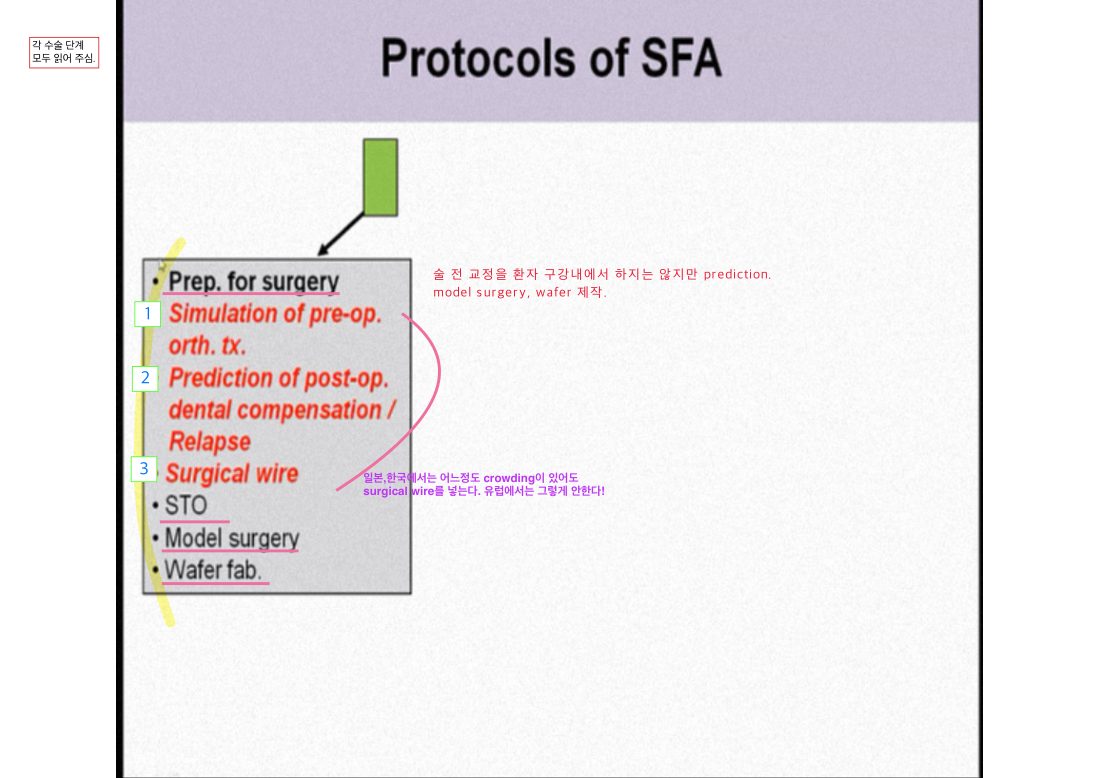 각 수술 단계
모두 읽어 주심.
Protocols of SFA
• Prep. for surgery
1 Simulation of pre-op.
orth. tx.
2 Prediction of post-op.
dental compensation /
Relapse
3 Surgical wire
• STO
• Model surgery
• Wafer fab.
술 전 교정을 환자 구강내에서 하지는 않지만 prediction.
model surgery, wafer 제작.
일본,한국에서는 어느정도 crowding이 있어도
surgical wire를 넣는다. 유럽에서는 그렇게 안한다!